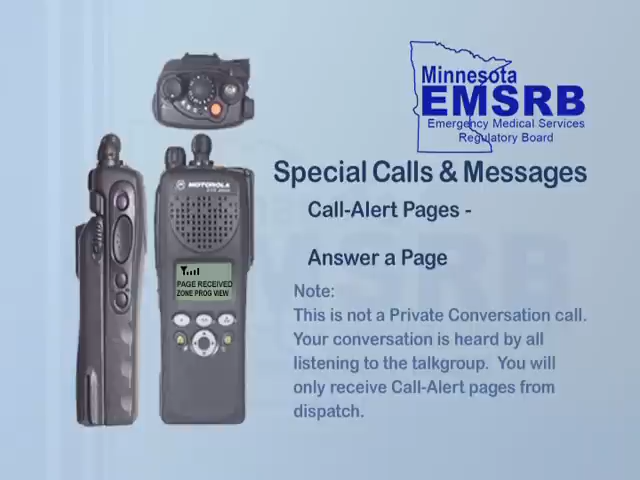 Minnesota
EMSRB
Emergency Medical Services
Regulatory Board
Special Calls & Messages
Call-Alert Pages -
Answer a Page
Note:
This is not a Private Conversation call.
Your conversation is heard by all
listening to the talkgroup. You will
only receive Call-Alert pages from
dispatch.
MOTOROLA
PAGE RECEIVED
ZONE PROG VIEW
EMSRB